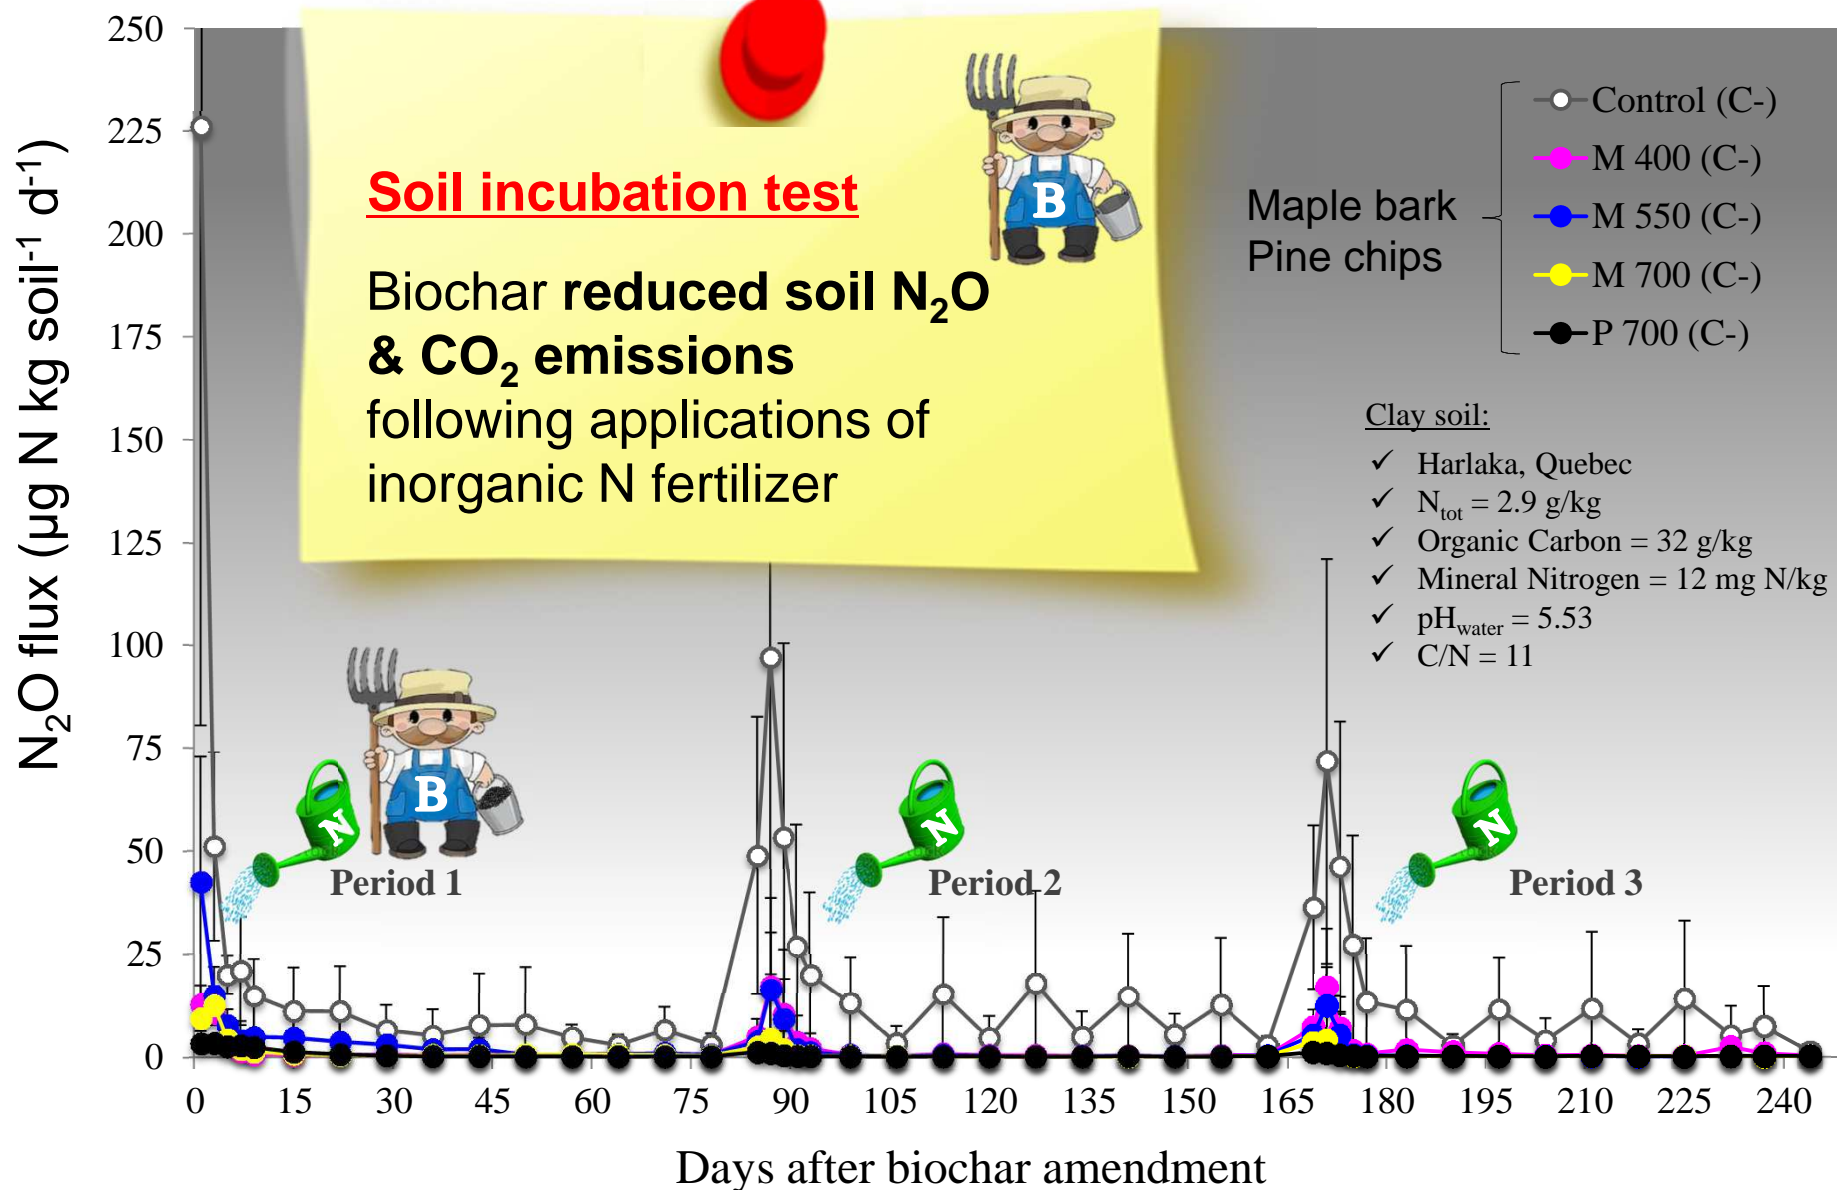 N₂O flux (µg N kg soil⁻¹ d⁻¹)
250
225
200
175
150
125
100
75
50
25
0
Soil incubation test
Biochar reduced soil N₂O
& CO₂ emissions
following applications of
inorganic N fertilizer
B
Maple bark
Pine chips
Control (C-)
M 400 (C-)
M 550 (C-)
M 700 (C-)
P 700 (C-)
Clay soil:
✓ Harlaka, Quebec
✓ Nₜₒₜ = 2.9 g/kg
✓ Organic Carbon = 32 g/kg
✓ Mineral Nitrogen = 12 mg N/kg
✓ pHwater = 5.53
✓ C/N = 11
N
B
Period 1
N
Period 2
N
Period 3
0 15 30 45 60 75 90 105 120 135 150 165 180 195 210 225 240
Days after biochar amendment